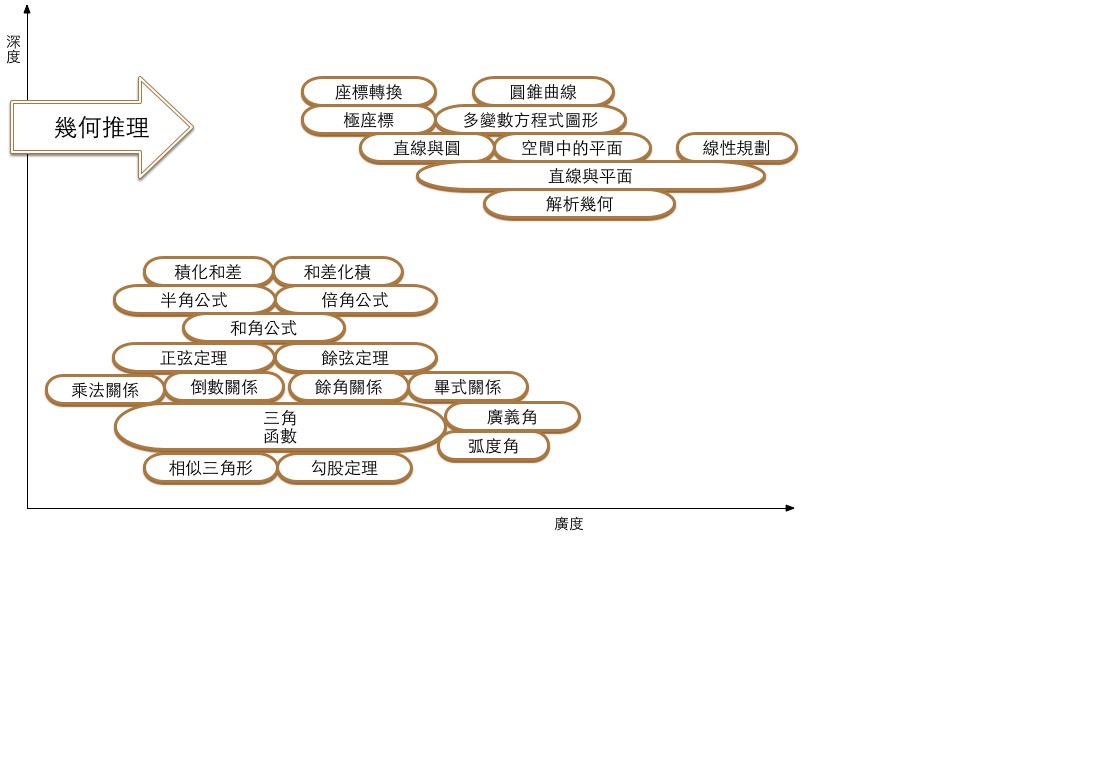 深
度
幾何推理
座標轉換
圓錐曲線
極座標
多變數方程式圖形
直線與圓
空間中的平面
線性規劃
直線與平面
解析幾何
積化和差
和差化積
半角公式
倍角公式
和角公式
正弦定理
餘弦定理
乘法關係
倒數關係
餘角關係
畢式關係
三角
函數
廣義角
弧度角
相似三角形
勾股定理
廣度